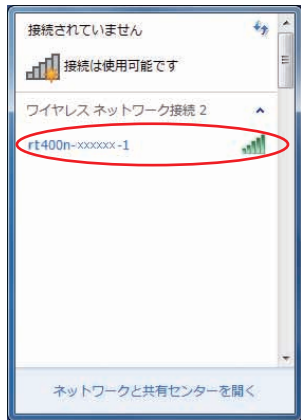 接続されていません
接続は使用可能です
ワイヤレス ネットワーク接続 2
rt400n-xxxxxx-1
ネットワークと共有センターを開く